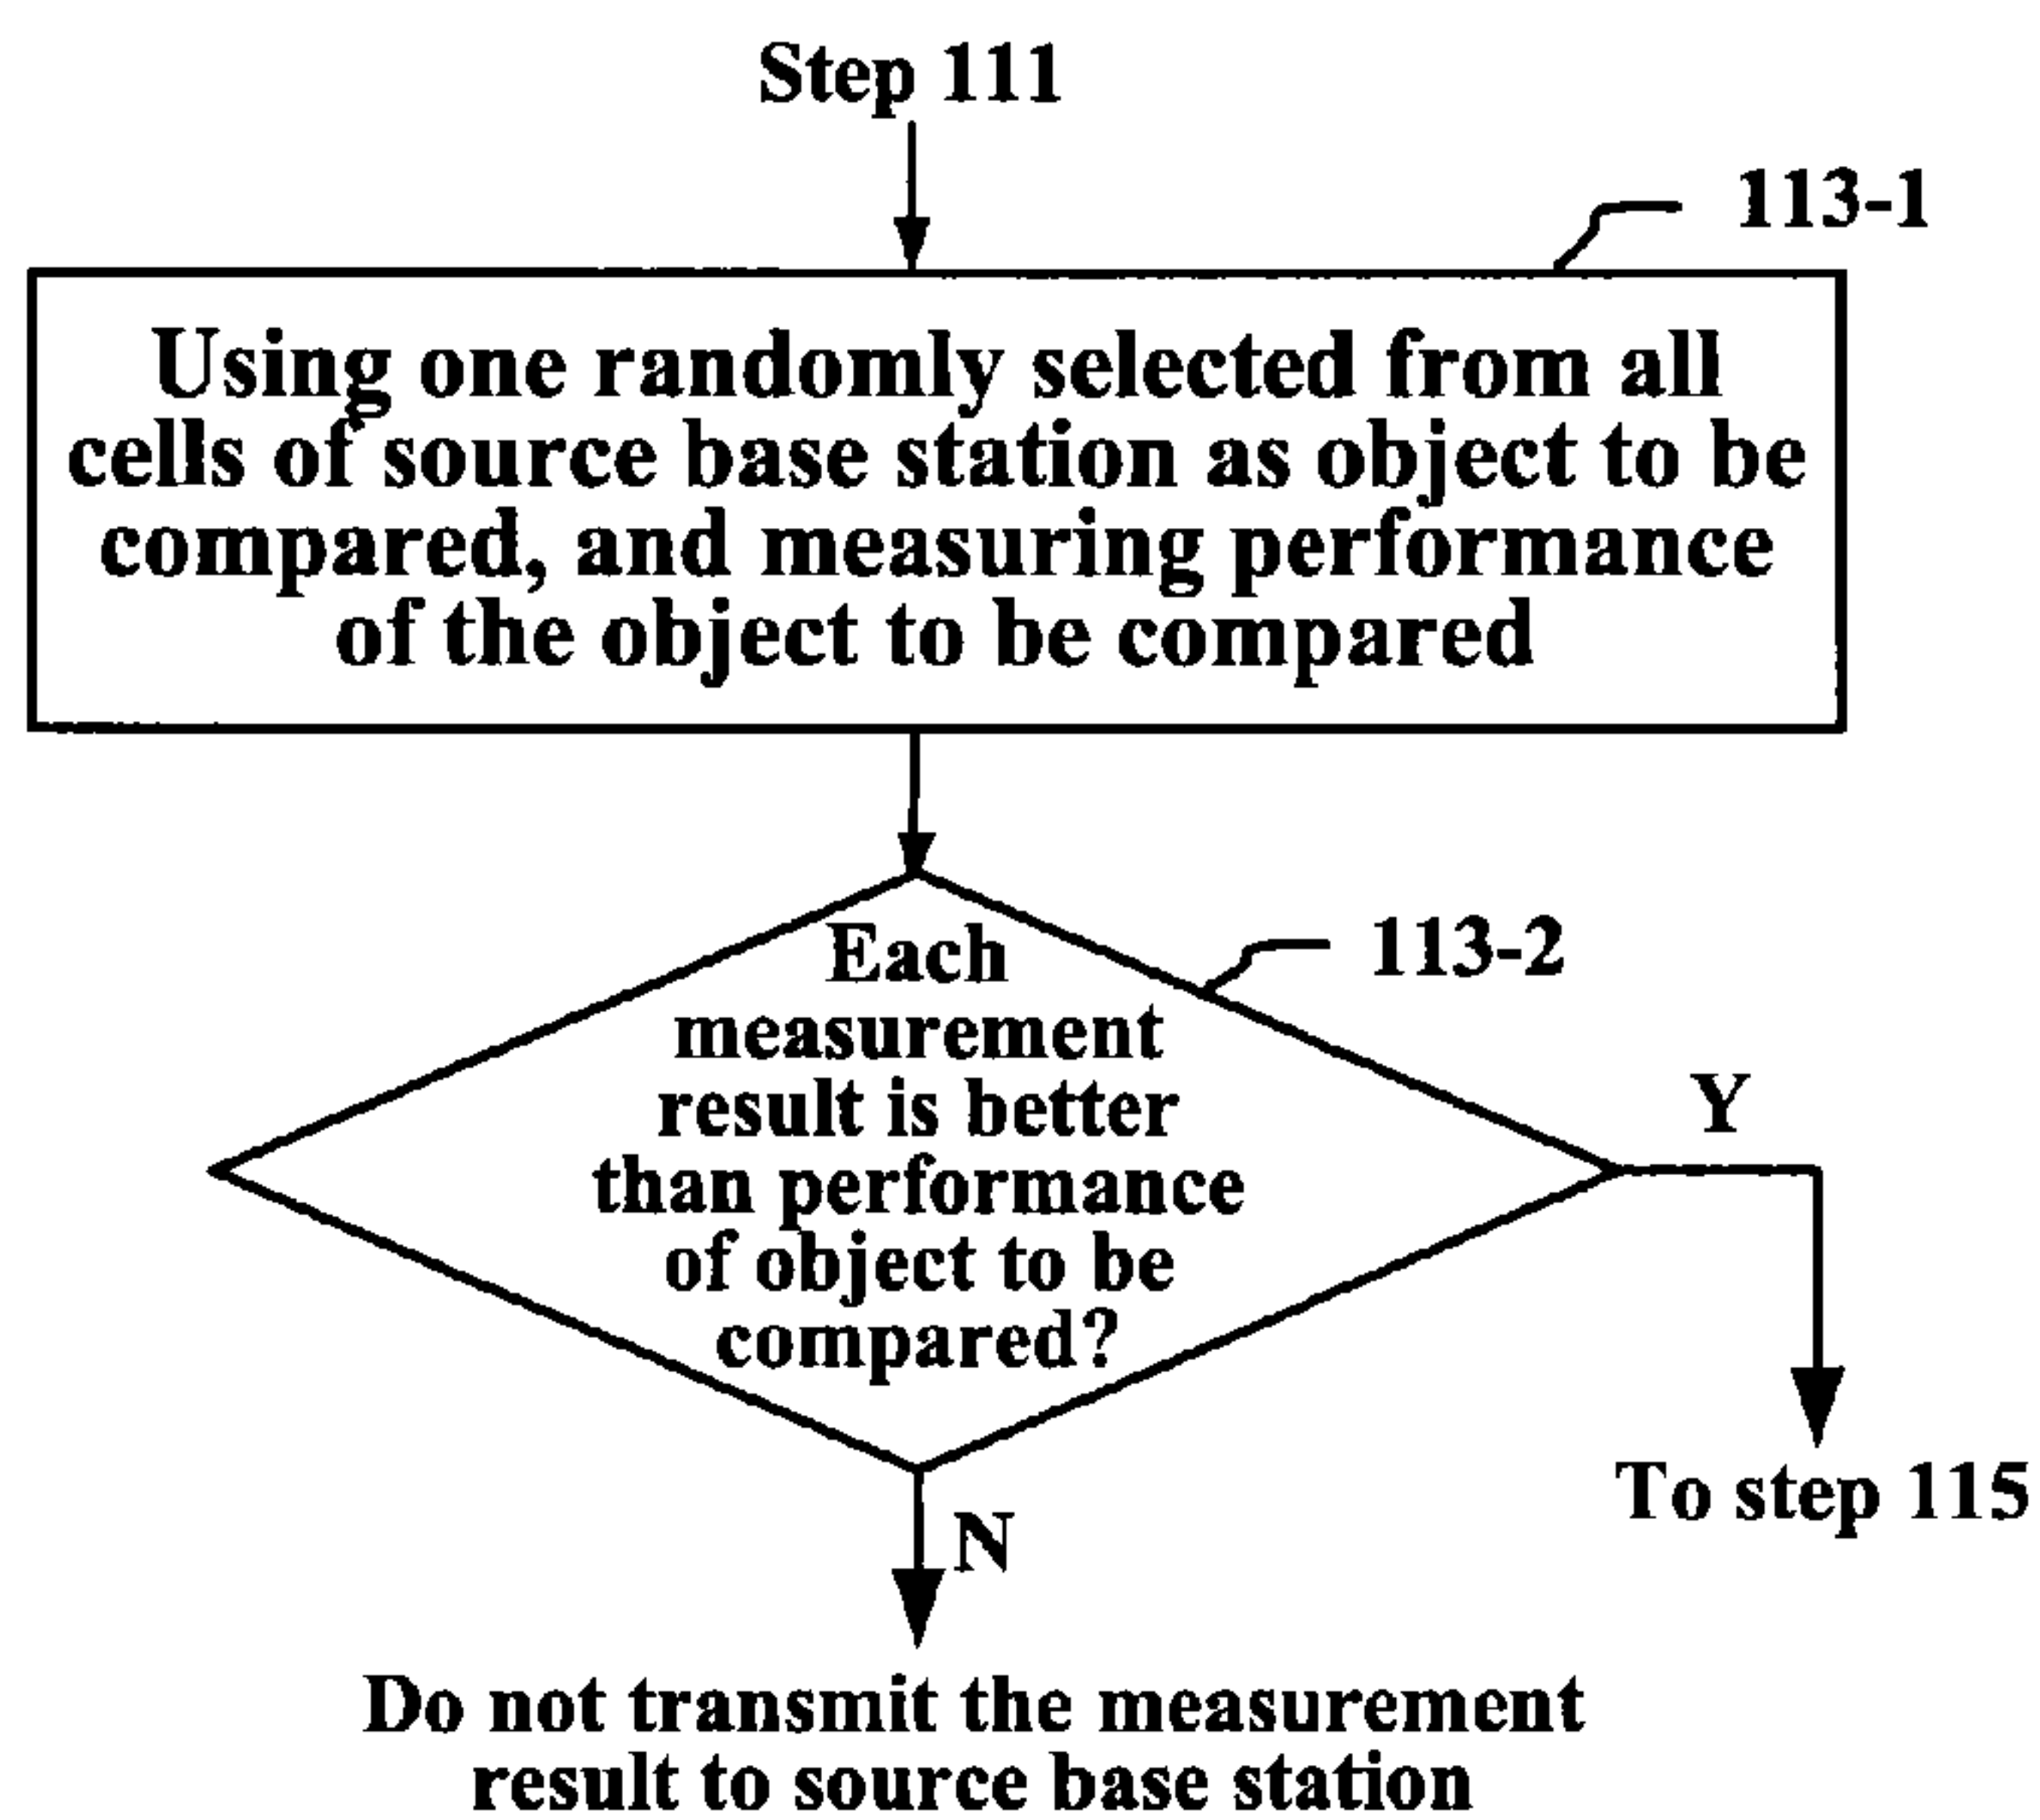 Step 111
113-1
Using one randomly selected from all
cells of source base station as object to be
compared, and measuring performance
of the object to be compared
Each
113-2
measurement
result is better
than performance
of object to be
compared?
Y
To step 115
N
Do not transmit the measurement
result to source base station